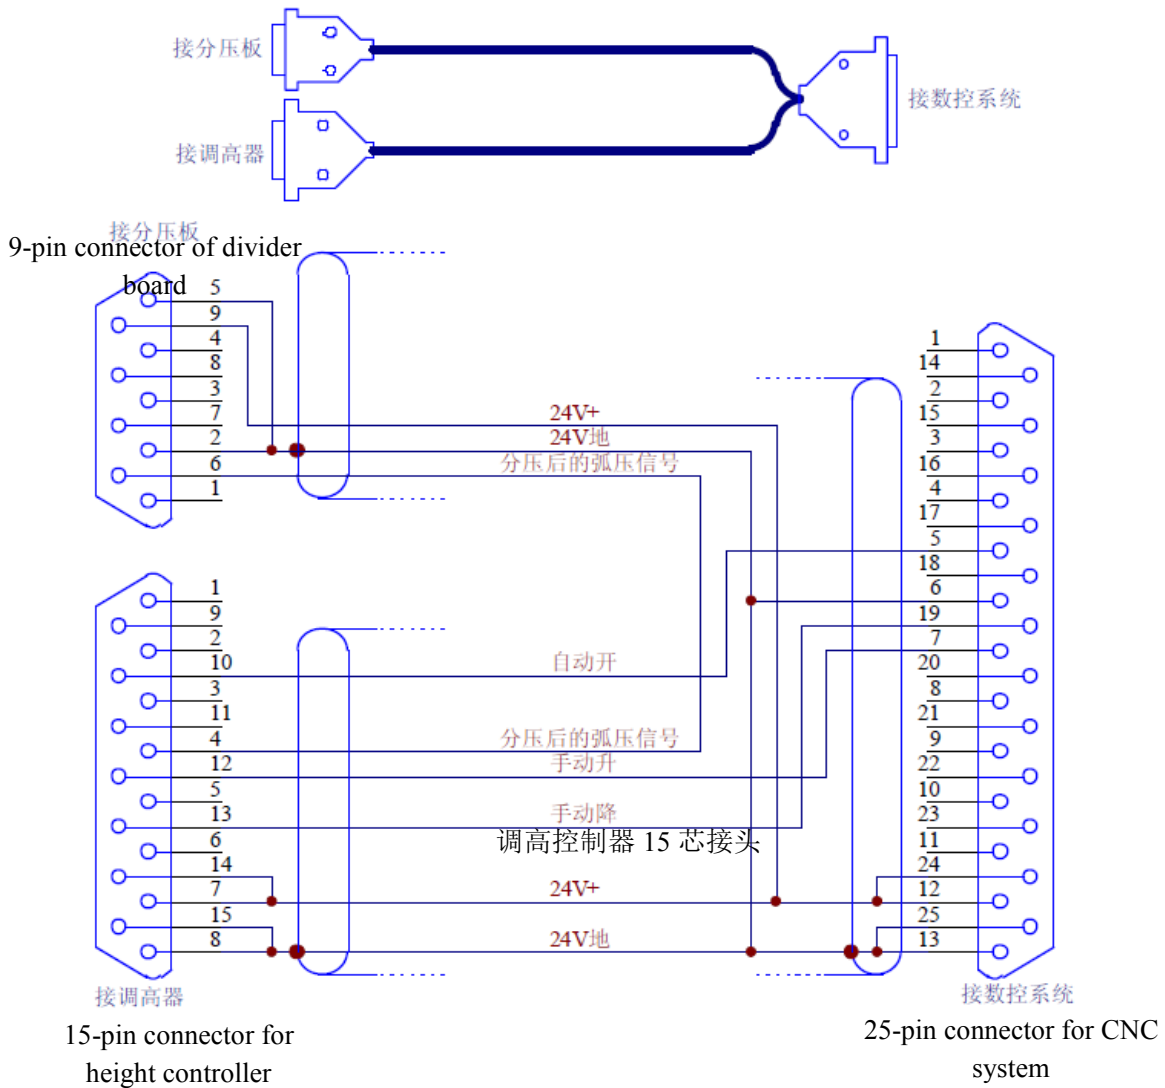 接分压板
接数控系统
接调高器
接分压板
9-pin connector of divider
board
5
9
4
8
3
7
2
6
1
24V+
24V地
分压后的弧压信号
1
9
2
10
3
11
4
12
5
13
6
14
7
15
8
自动开
分压后的弧压信号
手动升
手动降
调高控制器 15 芯接头
24V+
24V地
1
14
2
15
3
16
4
17
5
18
6
19
7
20
8
21
9
22
10
23
11
24
12
25
13
接调高器
接数控系统
15-pin connector for
height controller
25-pin connector for CNC
system